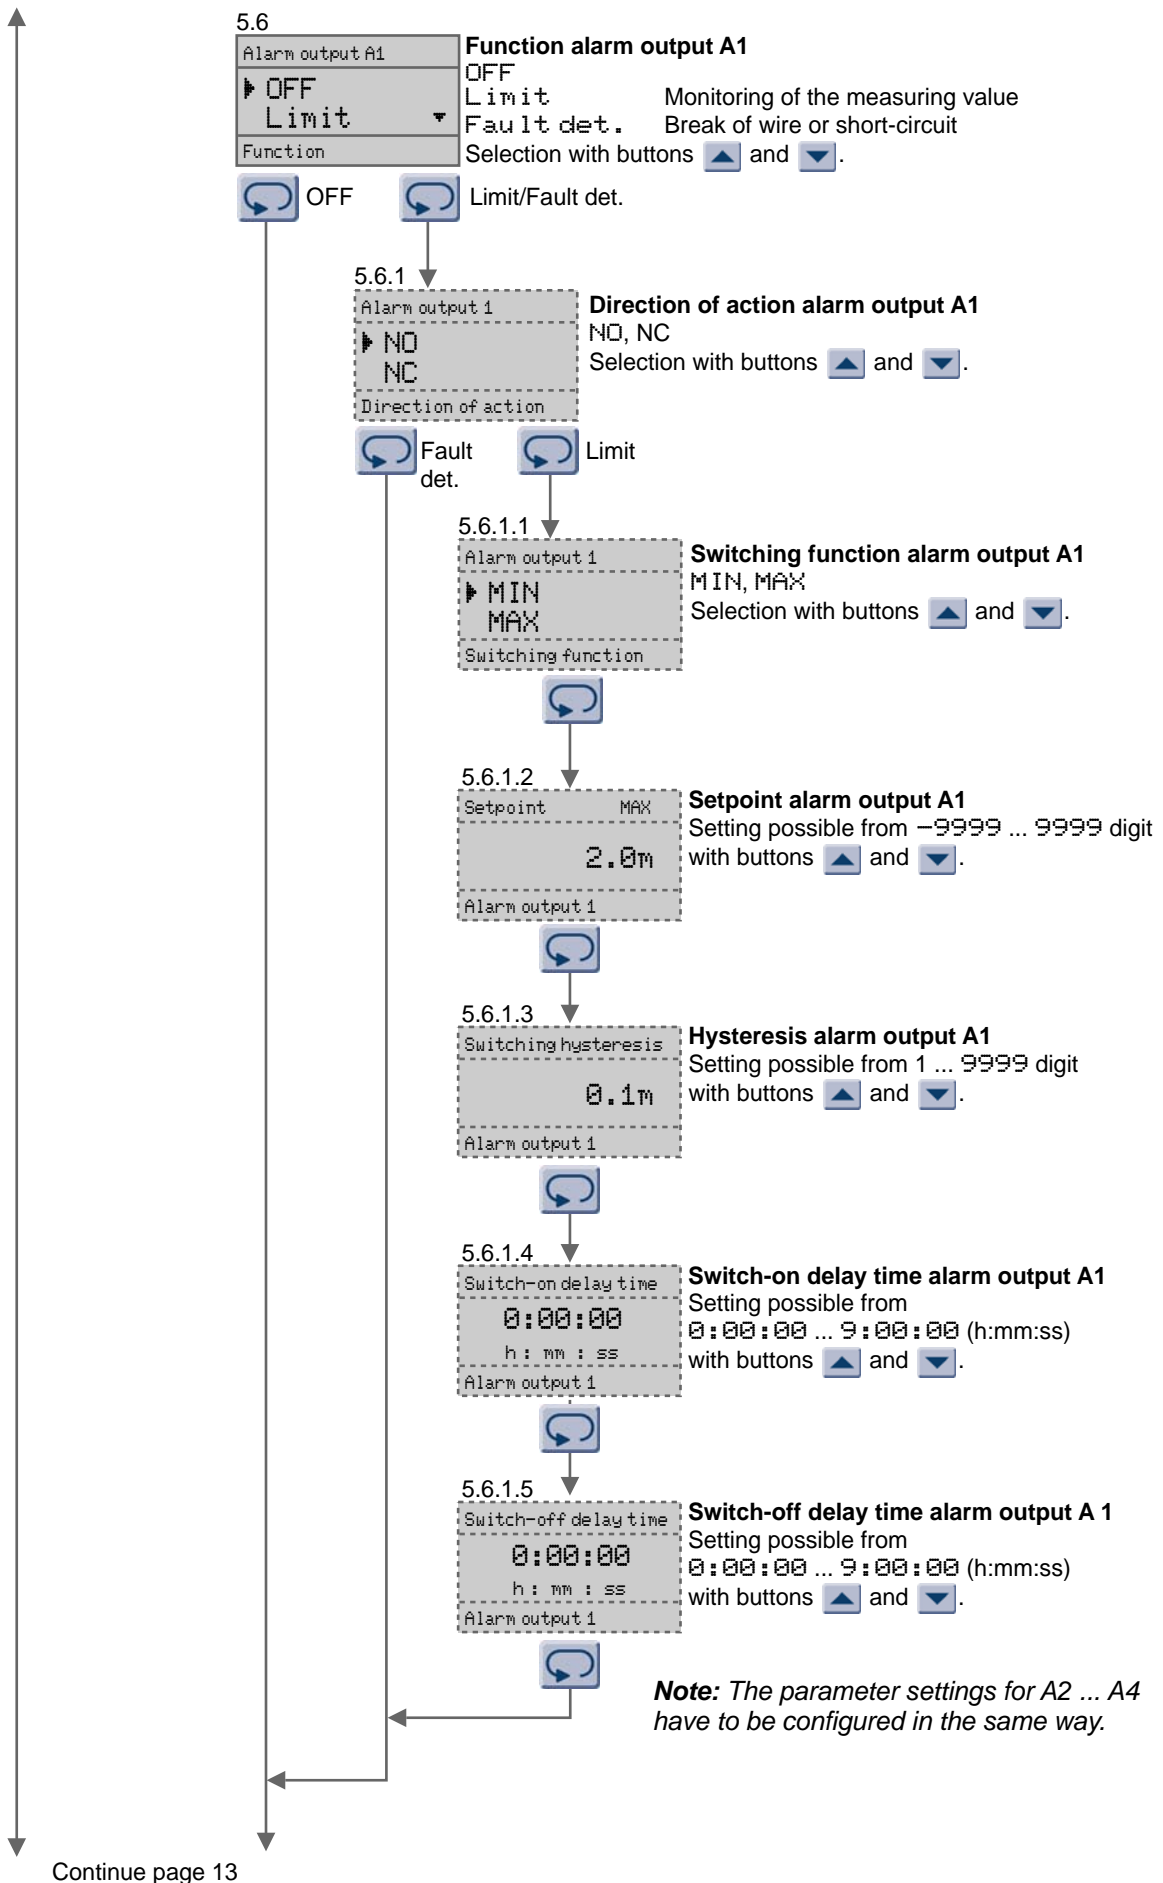 5.6
Alarm output A1
OFF
Limit
Function
Function alarm output A1
OFF
Limit Monitoring of the measuring value
Fault det. Break of wire or short-circuit
Selection with buttons and .
OFF
Limit/Fault det.
5.6.1
Alarm output 1
NO
NC
Direction of action
Direction of action alarm output A1
NO, NC
Selection with buttons and .
Fault
det.
Limit
5.6.1.1
Alarm output 1
MIN
MAX
Switching function
Switching function alarm output A1
MIN, MAX
Selection with buttons and .
5.6.1.2
Setpoint MAX
2.0m
Alarm output 1
Setpoint alarm output A1
Setting possible from -9999 ... 9999 digit
with buttons and .
5.6.1.3
Switching hysteresis
0.1m
Alarm output 1
Hysteresis alarm output A1
Setting possible from 1 ... 9999 digit
with buttons and .
5.6.1.4
Switch-on delay time
0:00:00
h: mm : ss
Alarm output 1
Switch-on delay time alarm output A1
Setting possible from
0:00:00 ... 9:00:00 (h:mm:ss)
with buttons and .
5.6.1.5
Switch-off delay time
0:00:00
h: mm : ss
Alarm output 1
Switch-off delay time alarm output A 1
Setting possible from
0:00:00 ... 9:00:00 (h:mm:ss)
with buttons and .
Note: The parameter settings for A2 ... A4
have to be configured in the same way.
Continue page 13